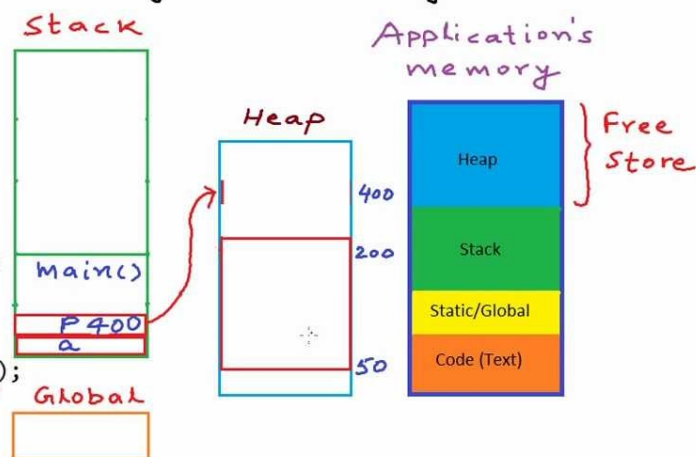 Stack
Application's
memory
Heap
Free
Store
Heap
400
200
Stack
main()
Static/Global
P 400
a
Code (Text)
50
);
Global